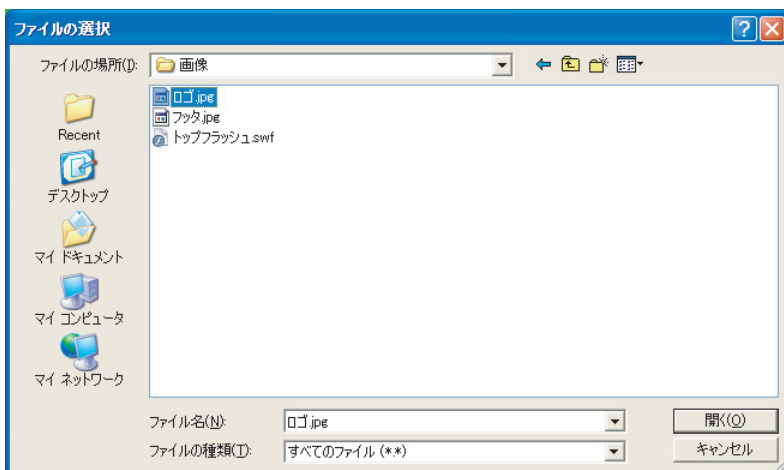 ファイルの選択
ファイルの場所(I):
画像
ロゴ.jpg
フッタ.jpg
トップフラッシュ.swf
Recent
デスクトップ
マイ ドキュメント
マイ コンピュータ
マイ ネットワーク
ファイル名(N):
ロゴ.jpg
開く(O)
ファイルの種類(T):
すべてのファイル (*.*)
キャンセル